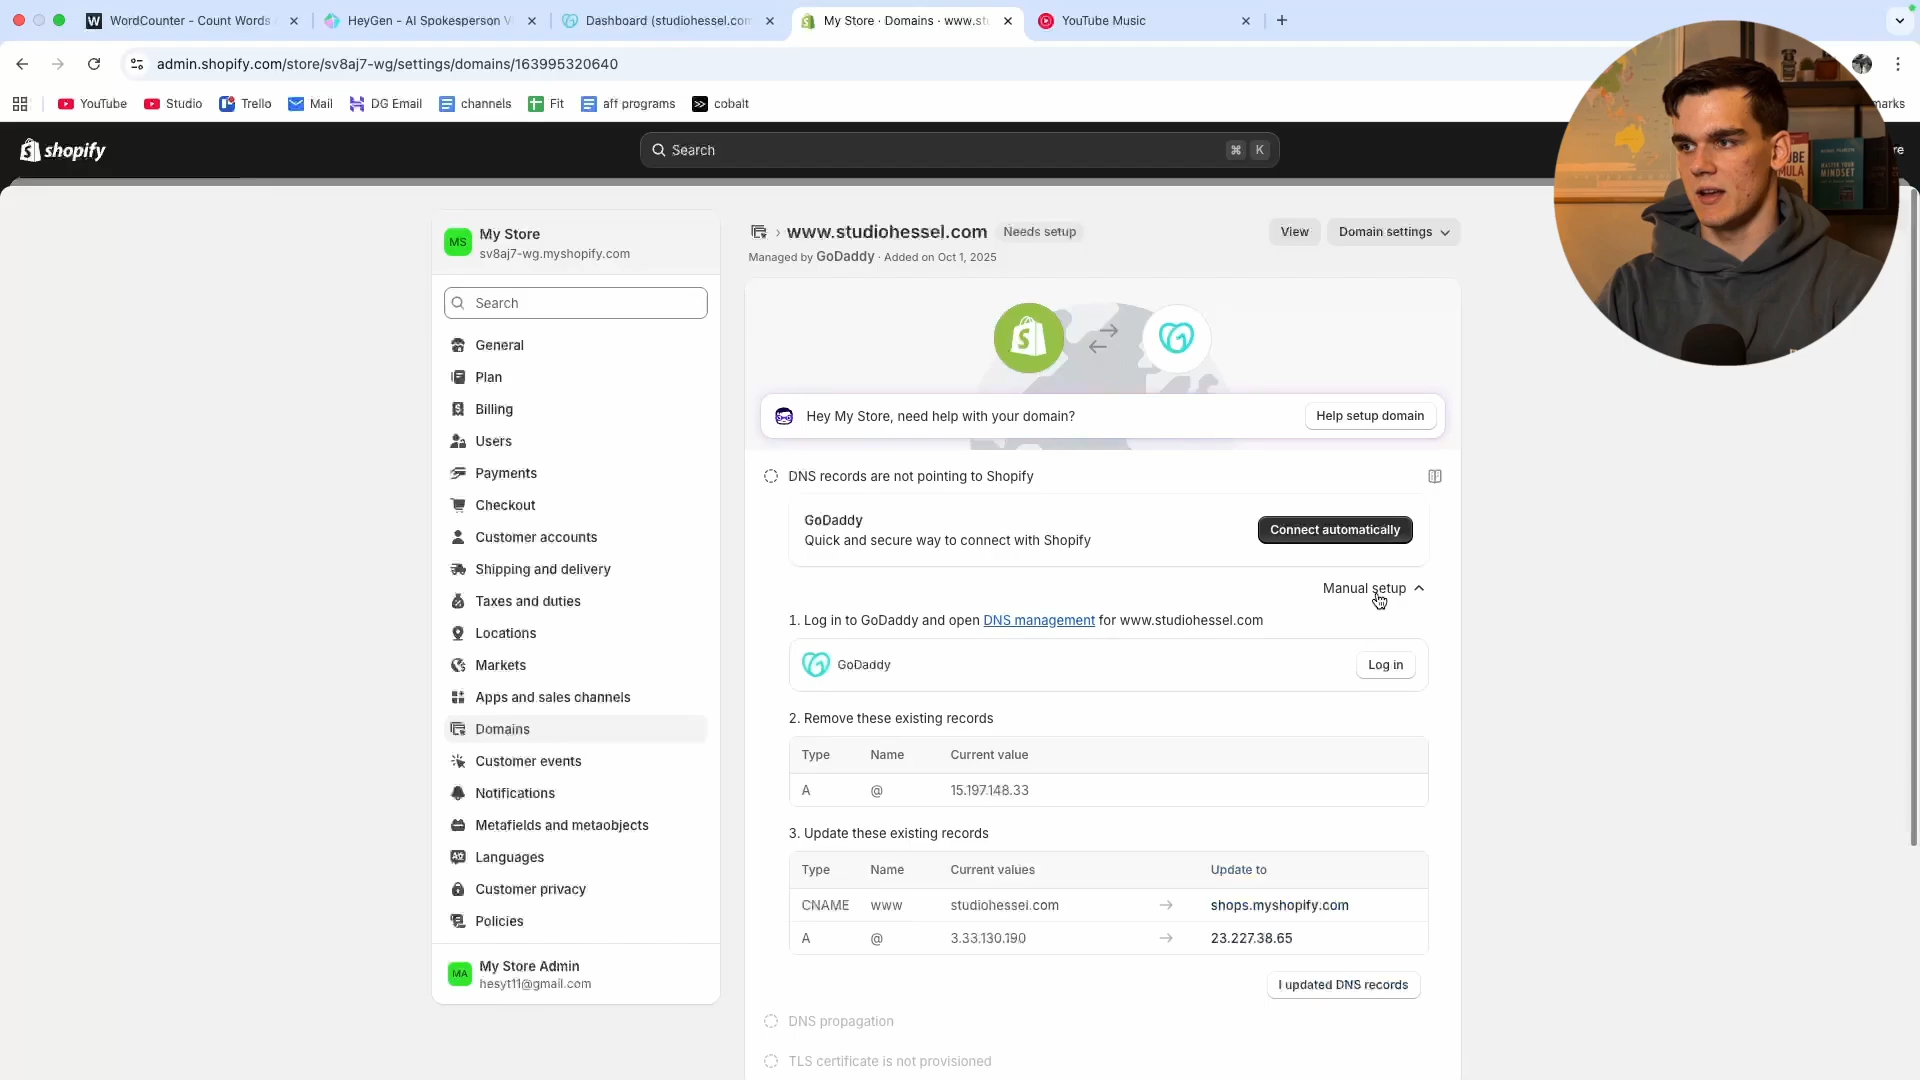 WordCounter - Count Words
HeyGen - AI Spokesperson V
Dashboard (studiohessel.com
My Store · Domains · www.st
YouTube Music
admin.shopify.com/store/sv8aj7-wg/settings/domains/163995320640
YouTube
Studio
Trello
Mail
DG Email
channels
Fit
aff programs
cobalt
marks
shopify
Search
⌘ K
re
MS
My Store
sv8aj7-wg.myshopify.com
Search
General
Plan
Billing
Users
Payments
Checkout
Customer accounts
Shipping and delivery
Taxes and duties
Locations
Markets
Apps and sales channels
Domains
Customer events
Notifications
Metafields and metaobjects
Languages
Customer privacy
Policies
MA
My Store Admin
hesyt11@gmail.com
› www.studiohessel.com Needs setup
View
Domain settings
Managed by GoDaddy · Added on Oct 1, 2025
Hey My Store, need help with your domain?
Help setup domain
DNS records are not pointing to Shopify
GoDaddy
Quick and secure way to connect with Shopify
Connect automatically
Manual setup
1. Log in to GoDaddy and open DNS management for www.studiohessel.com
GoDaddy
Log in
2. Remove these existing records
Type Name Current value
A @ 15.197.148.33
3. Update these existing records
Type Name Current values Update to
CNAME www studiohessel.com → shops.myshopify.com
A @ 3.33.130.190 → 23.227.38.65
I updated DNS records
DNS propagation
TLS certificate is not provisioned
MASTER YOUR
MINDSET